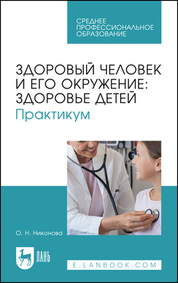 СРЕДНЕЕ
ПРОФЕССИОНАЛЬНОЕ
ОБРАЗОВАНИЕ
ЗДОРОВЫЙ ЧЕЛОВЕК
И ЕГО ОКРУЖЕНИЕ:
ЗДОРОВЬЕ ДЕТЕЙ
Практикум
О. Н. Никонова
ЛАНЬ
E.LANBOOK.COM